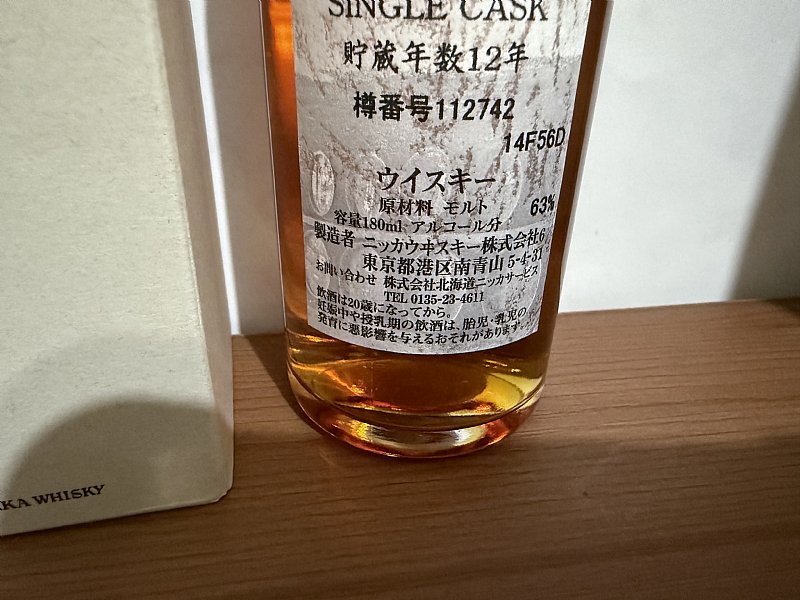 SINGLE CASK
貯蔵年数12年
樽番号112742
14F56D
ウイスキー
原材料 モルト
63%
容量180ml アルコール分
製造者 ニッカウヰスキー株式会社6
東京都港区南青山5-4-31
お問い合わせ 株式会社北海道ニッカサービス
TEL 0135-23-4611
飲酒は20歳になってから。
妊娠中や授乳期の飲酒は、胎児・乳児の
発育に悪影響を与えるおそれがあります。
KA WHISKY